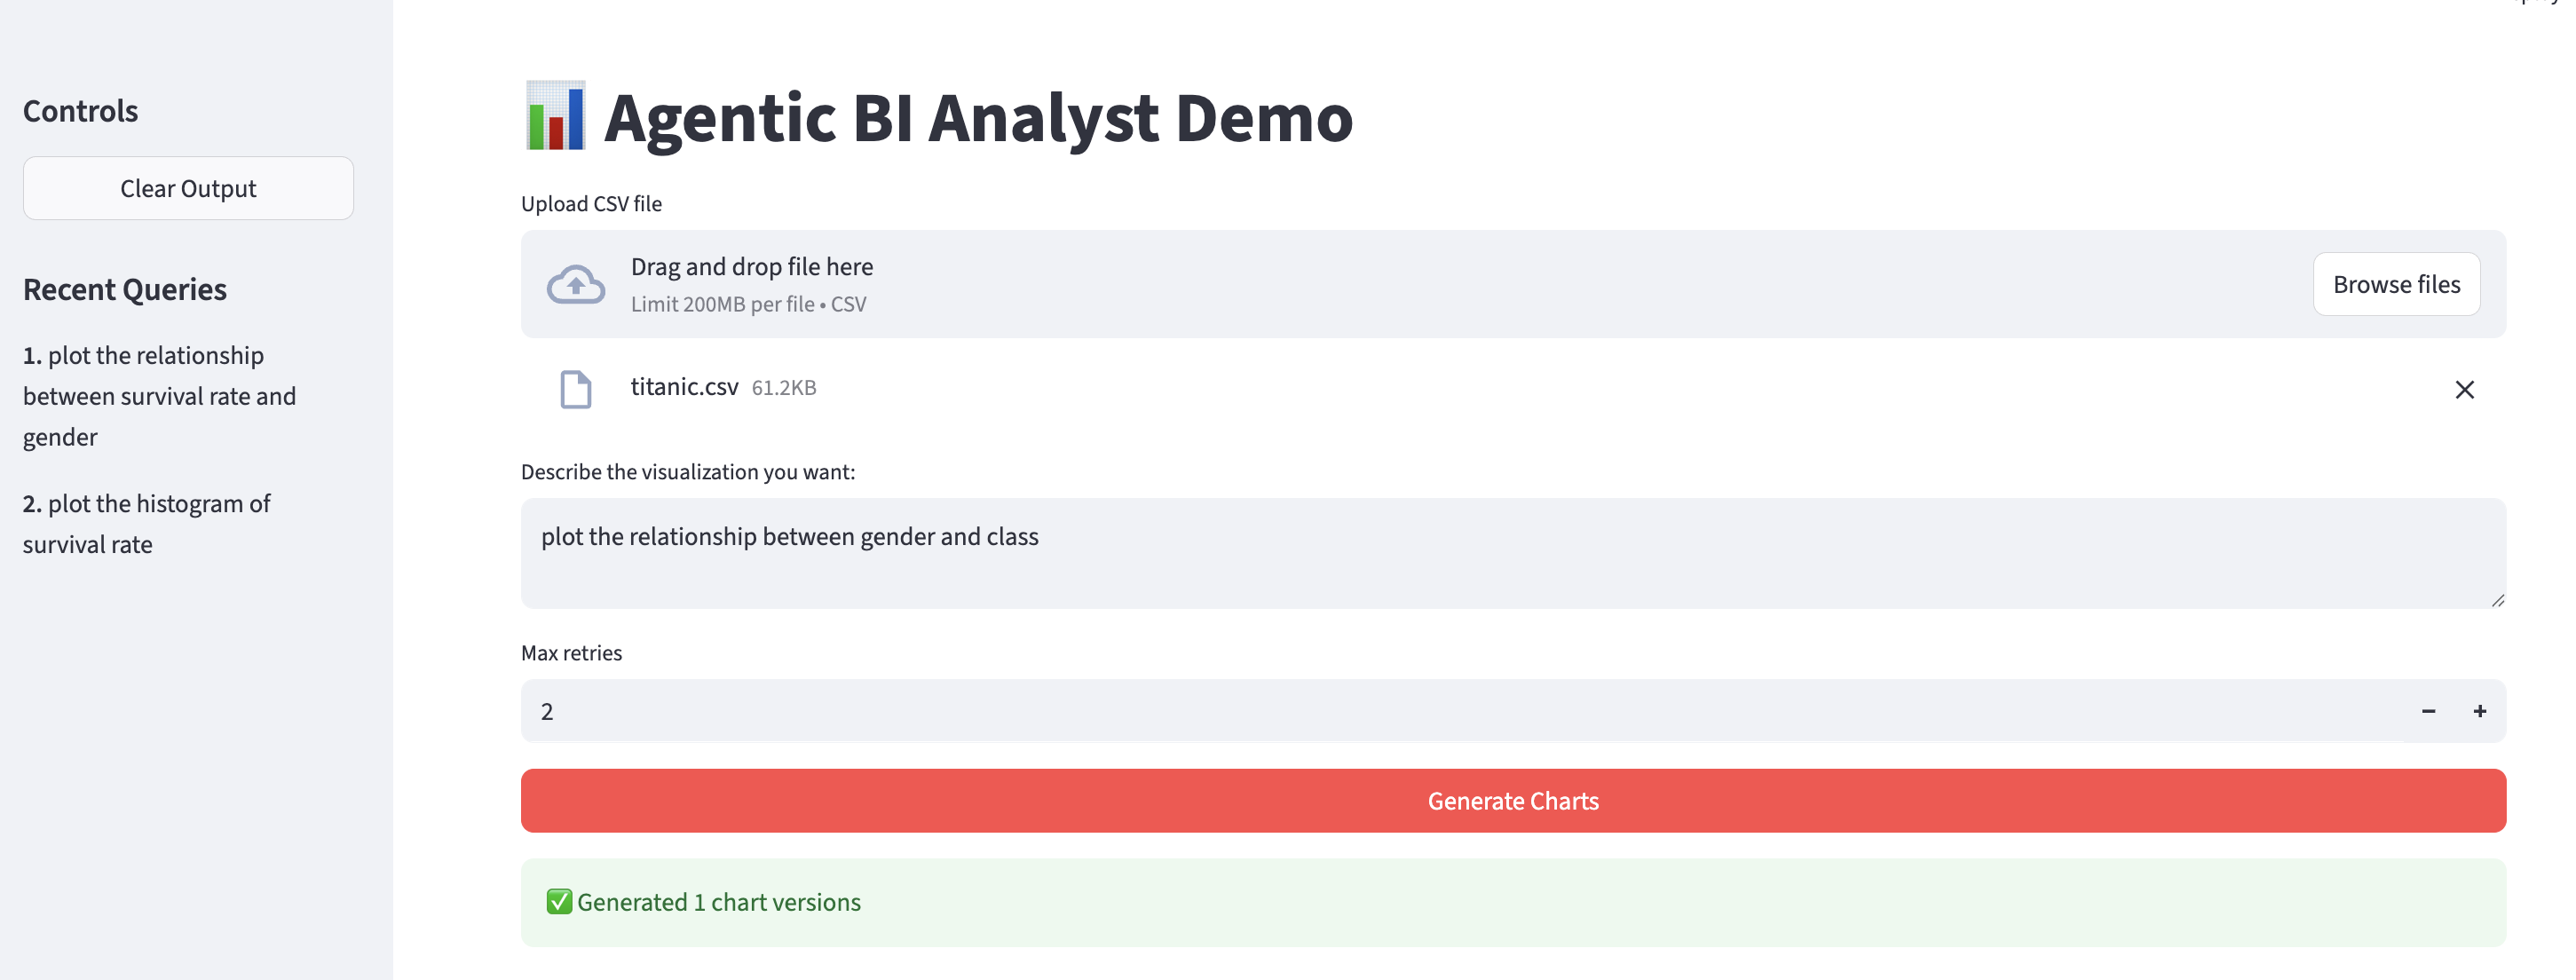 Controls
Clear Output
Recent Queries
1. plot the relationship
between survival rate and
gender
2. plot the histogram of
survival rate
Agentic BI Analyst Demo
Upload CSV file
Drag and drop file here
Limit 200MB per file • CSV
Browse files
titanic.csv 61.2KB
Describe the visualization you want:
plot the relationship between gender and class
Max retries
2
Generate Charts
Generated 1 chart versions